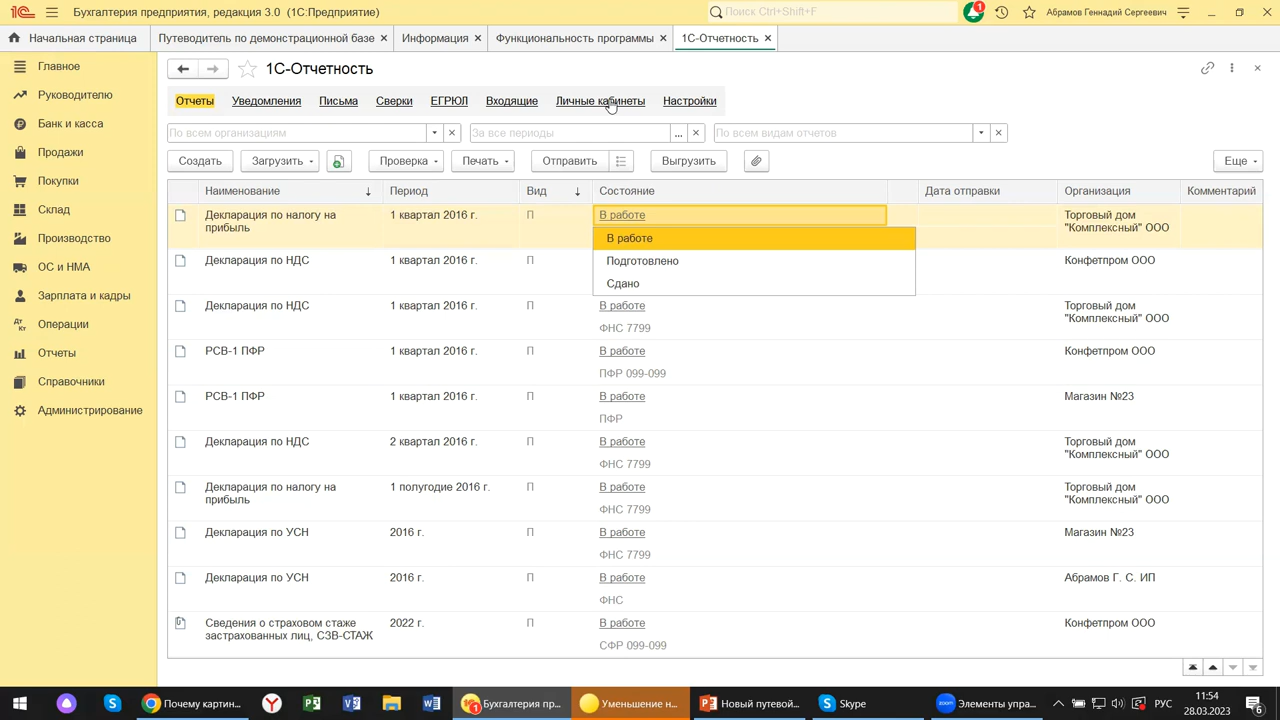 Бухгалтерия предприятия, редакция 3.0 (1С:Предприятие)
Поиск Ctrl+Shift+F
1
Абрамов Геннадий Сергеевич
Начальная страница
Путеводитель по демонстрационной базе
Информация
Функциональность программы
1С-Отчетность
Главное
Руководителю
Банк и касса
Продажи
Покупки
Склад
Производство
ОС и НМА
Зарплата и кадры
Дт Кт Операции
Отчеты
Справочники
Администрирование
1С-Отчетность
Отчеты Уведомления Письма Сверки ЕГРЮЛ Входящие Личные кабинеты Настройки
По всем организациям За все периоды ... По всем видам отчетов
Создать Загрузить Проверка Печать Отправить Выгрузить Еще
Наименование Период Вид Состояние Дата отправки Организация Комментарий
Декларация по налогу на 1 квартал 2016 г. П В работе Торговый дом
прибыль "Комплексный" ООО
В работе
Подготовлено
Сдано
Декларация по НДС 1 квартал 2016 г. П Конфетпром ООО
Декларация по НДС 1 квартал 2016 г. П В работе Торговый дом
"Комплексный" ООО
ФНС 7799
РСВ-1 ПФР 1 квартал 2016 г. П В работе Конфетпром ООО
ПФР 099-099
РСВ-1 ПФР 1 квартал 2016 г. П В работе Магазин №23
ПФР
Декларация по НДС 2 квартал 2016 г. П В работе Торговый дом
"Комплексный" ООО
ФНС 7799
Декларация по налогу на 1 полугодие 2016 г. П В работе Торговый дом
прибыль "Комплексный" ООО
ФНС 7799
Декларация по УСН 2016 г. П В работе Магазин №23
ФНС 7799
Декларация по УСН 2016 г. П В работе Абрамов Г. С. ИП
ФНС
Сведения о страховом стаже 2022 г. П В работе Конфетпром ООО
застрахованных лиц, СЗВ-СТАЖ
СФР 099-099
Почему картин... Бухгалтерия пр... Уменьшение н... Новый путевой... Skype Элементы упра... РУС
11:54
28.03.2023
6